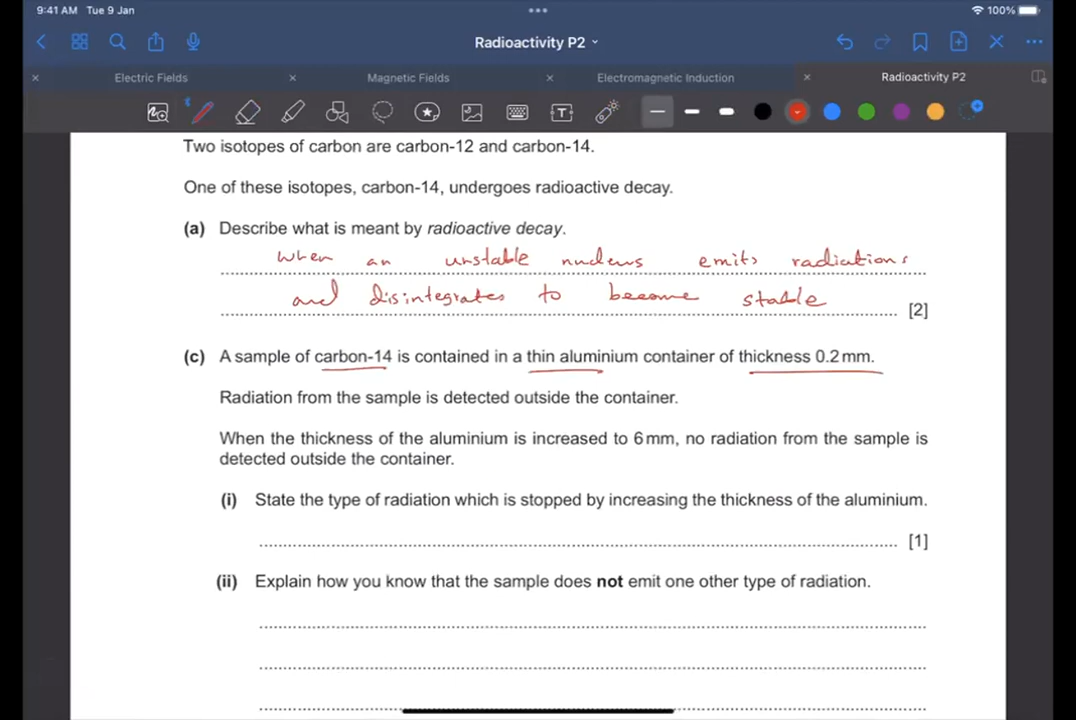 9:41 AM Tue 9 Jan
100%
Radioactivity P2
Electric Fields
Magnetic Fields
Electromagnetic Induction
Radioactivity P2
Two isotopes of carbon are carbon-12 and carbon-14.
One of these isotopes, carbon-14, undergoes radioactive decay.
(a) Describe what is meant by radioactive decay.
when an unstable nucleus emits radiations
and disintegrates to become stable
[2]
(c) A sample of carbon-14 is contained in a thin aluminium container of thickness 0.2 mm.
Radiation from the sample is detected outside the container.
When the thickness of the aluminium is increased to 6 mm, no radiation from the sample is
detected outside the container.
(i) State the type of radiation which is stopped by increasing the thickness of the aluminium.
[1]
(ii) Explain how you know that the sample does not emit one other type of radiation.